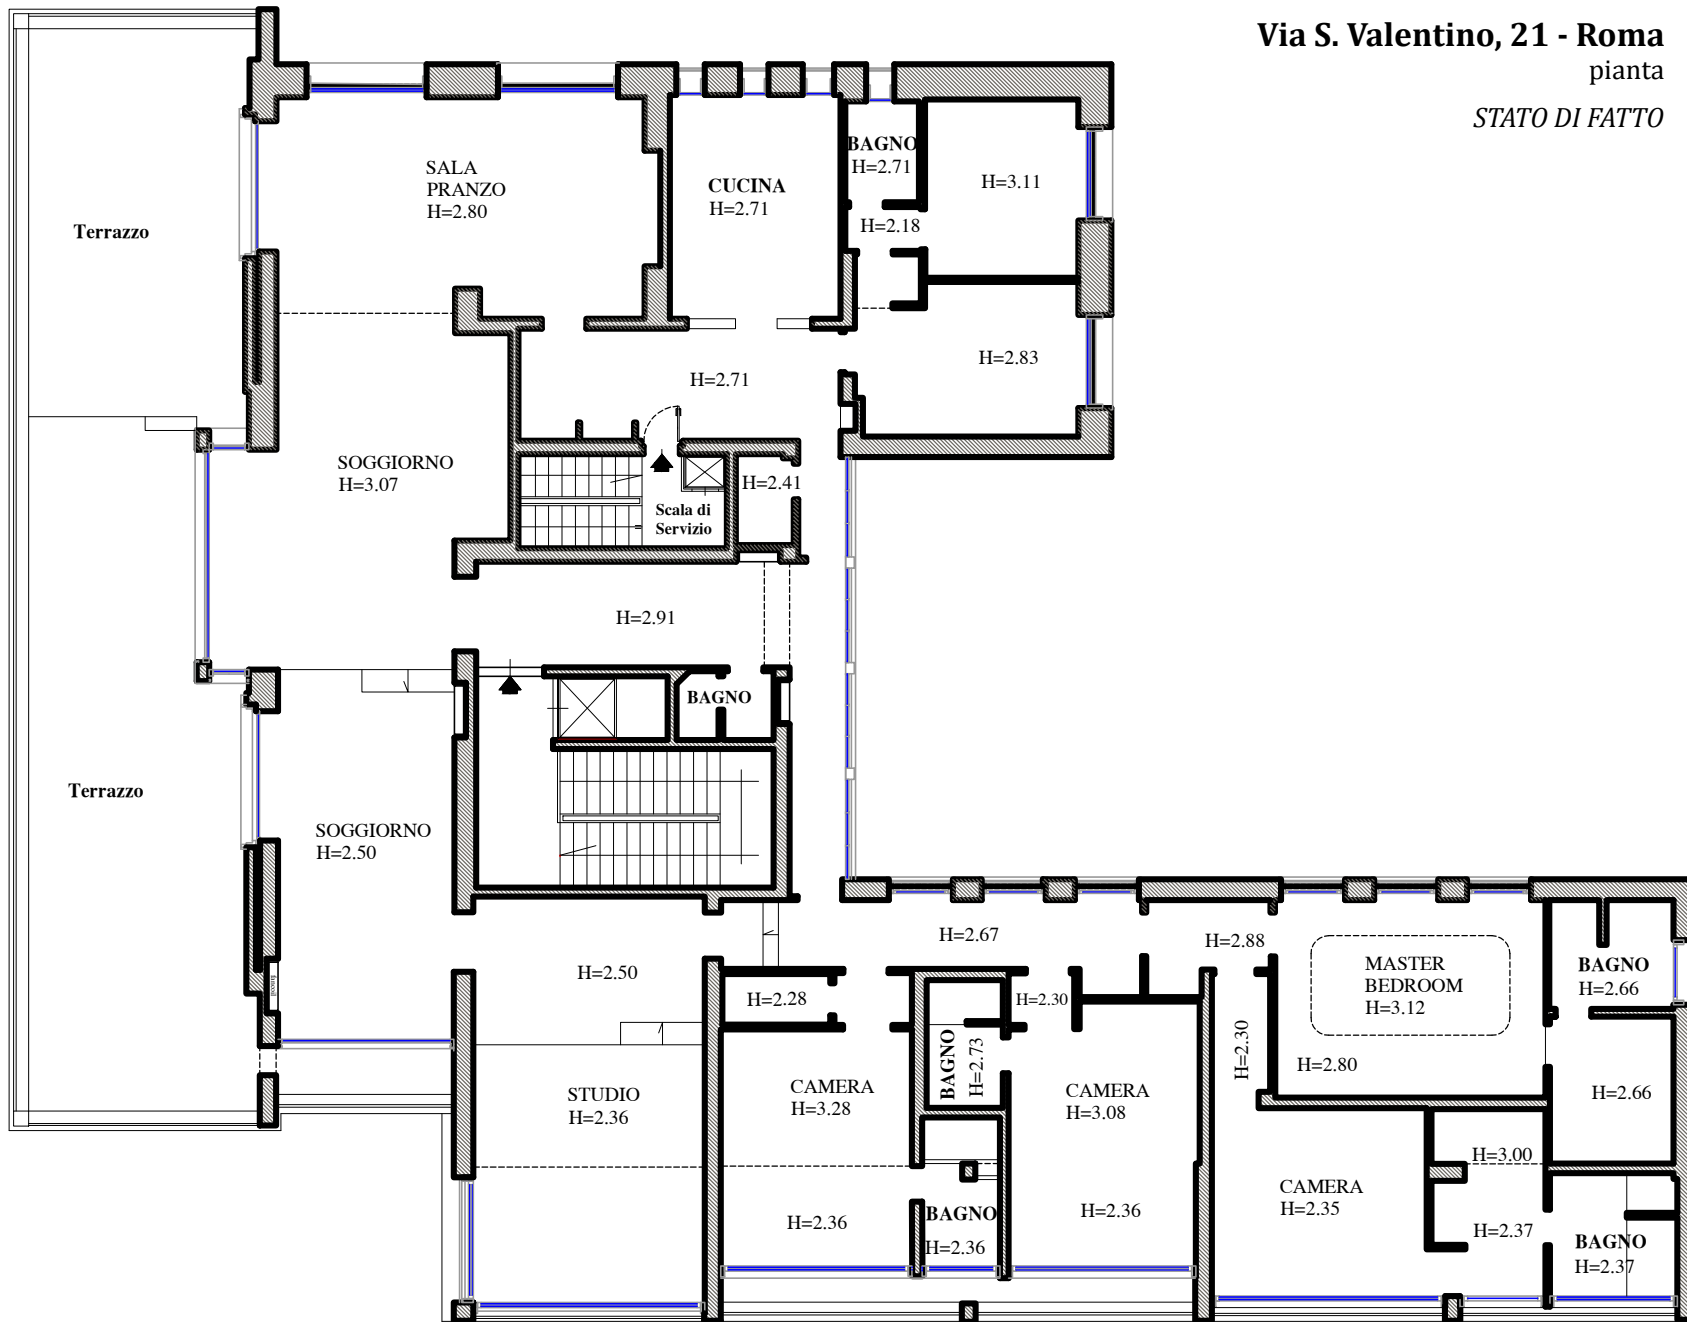 Via S. Valentino, 21 - Roma
pianta
STATO DI FATTO
SALA
PRANZO
H=2.80
CUCINA
H=2.71
BAGNO
H=2.71
H=3.11
H=2.18
Terrazzo
H=2.83
H=2.71
SOGGIORNO
H=3.07
H=2.41
Scala di
Servizio
H=2.91
BAGNO
Terrazzo
SOGGIORNO
H=2.50
H=2.50
H=2.67
H=2.88
MASTER
BEDROOM
H=3.12
BAGNO
H=2.66
H=2.28
H=2.30
H=2.30
H=2.80
BAGNO
H=2.73
STUDIO
H=2.36
CAMERA
H=3.28
CAMERA
H=3.08
H=2.66
H=3.00
CAMERA
H=2.35
H=2.36
BAGNO
H=2.36
H=2.36
H=2.37
BAGNO
H=2.37